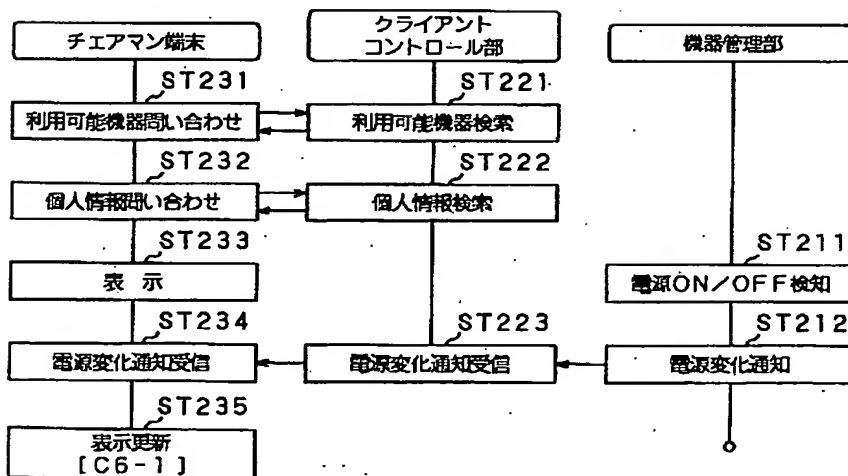 チェアマン端末
クライアント
コントロール部
機器管理部
ST231
ST221
利用可能機器問い合わせ
利用可能機器検索
ST232
ST222
個人情報問い合わせ
個人情報検索
ST233
ST211
表示
電源ON/OFF検知
ST234
ST223
ST212
電源変化通知受信
電源変化通知受信
電源変化通知
ST235
表示更新
[C6-1]